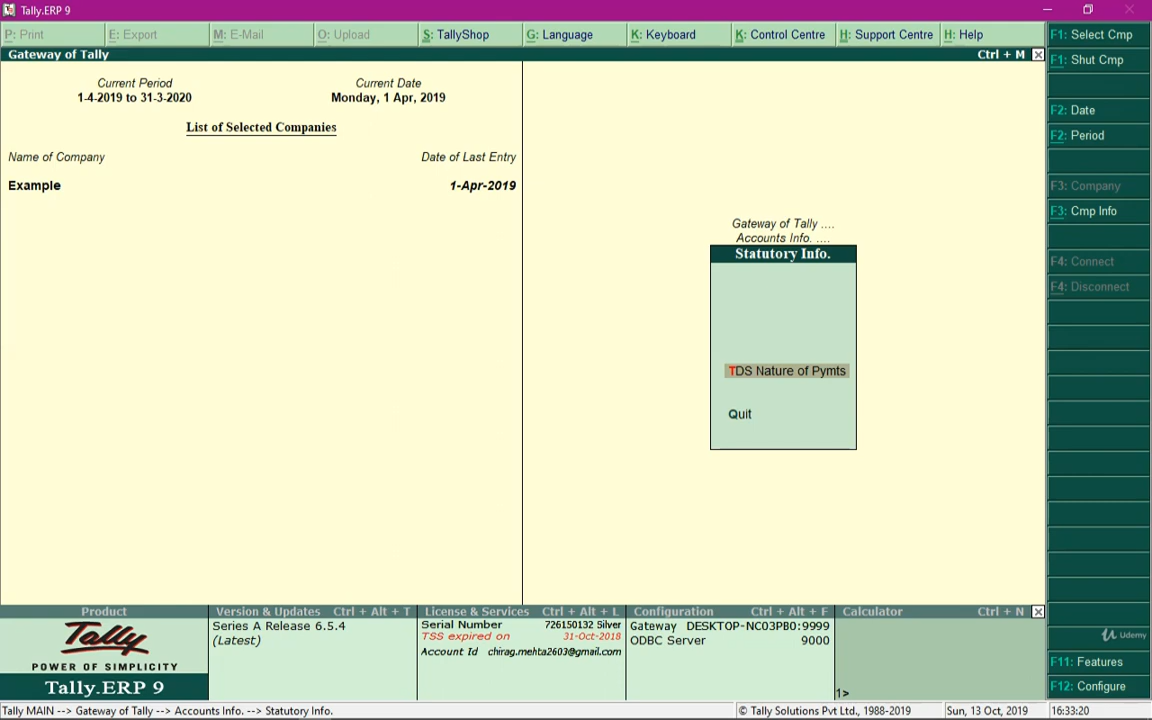 Tally.ERP 9
P: Print E: Export M: E-Mail O: Upload S: TallyShop G: Language K: Keyboard K: Control Centre H: Support Centre H: Help
Gateway of Tally Ctrl + M
Current Period Current Date
1-4-2019 to 31-3-2020 Monday, 1 Apr, 2019
List of Selected Companies
Name of Company Date of Last Entry
Example 1-Apr-2019
Gateway of Tally ....
Accounts Info. ....
Statutory Info.
TDS Nature of Pymts
Quit
F1: Select Cmp
F1: Shut Cmp
F2: Date
F2: Period
F3: Company
F3: Cmp Info
F4: Connect
F4: Disconnect
Udemy
F11: Features
F12: Configure
Product
Tally
POWER OF SIMPLICITY
Tally.ERP 9
Version & Updates Ctrl + Alt + T
Series A Release 6.5.4
(Latest)
License & Services Ctrl + Alt + L
Serial Number 726150132 Silver
TSS expired on 31-Oct-2018
Account Id chirag.mehta2603@gmail.com
Configuration Ctrl + Alt + F
Gateway DESKTOP-NC03PB0:9999
ODBC Server 9000
Calculator Ctrl + N
1>
Tally MAIN --> Gateway of Tally --> Accounts Info. --> Statutory Info. © Tally Solutions Pvt Ltd., 1988-2019 Sun, 13 Oct, 2019 16:33:20